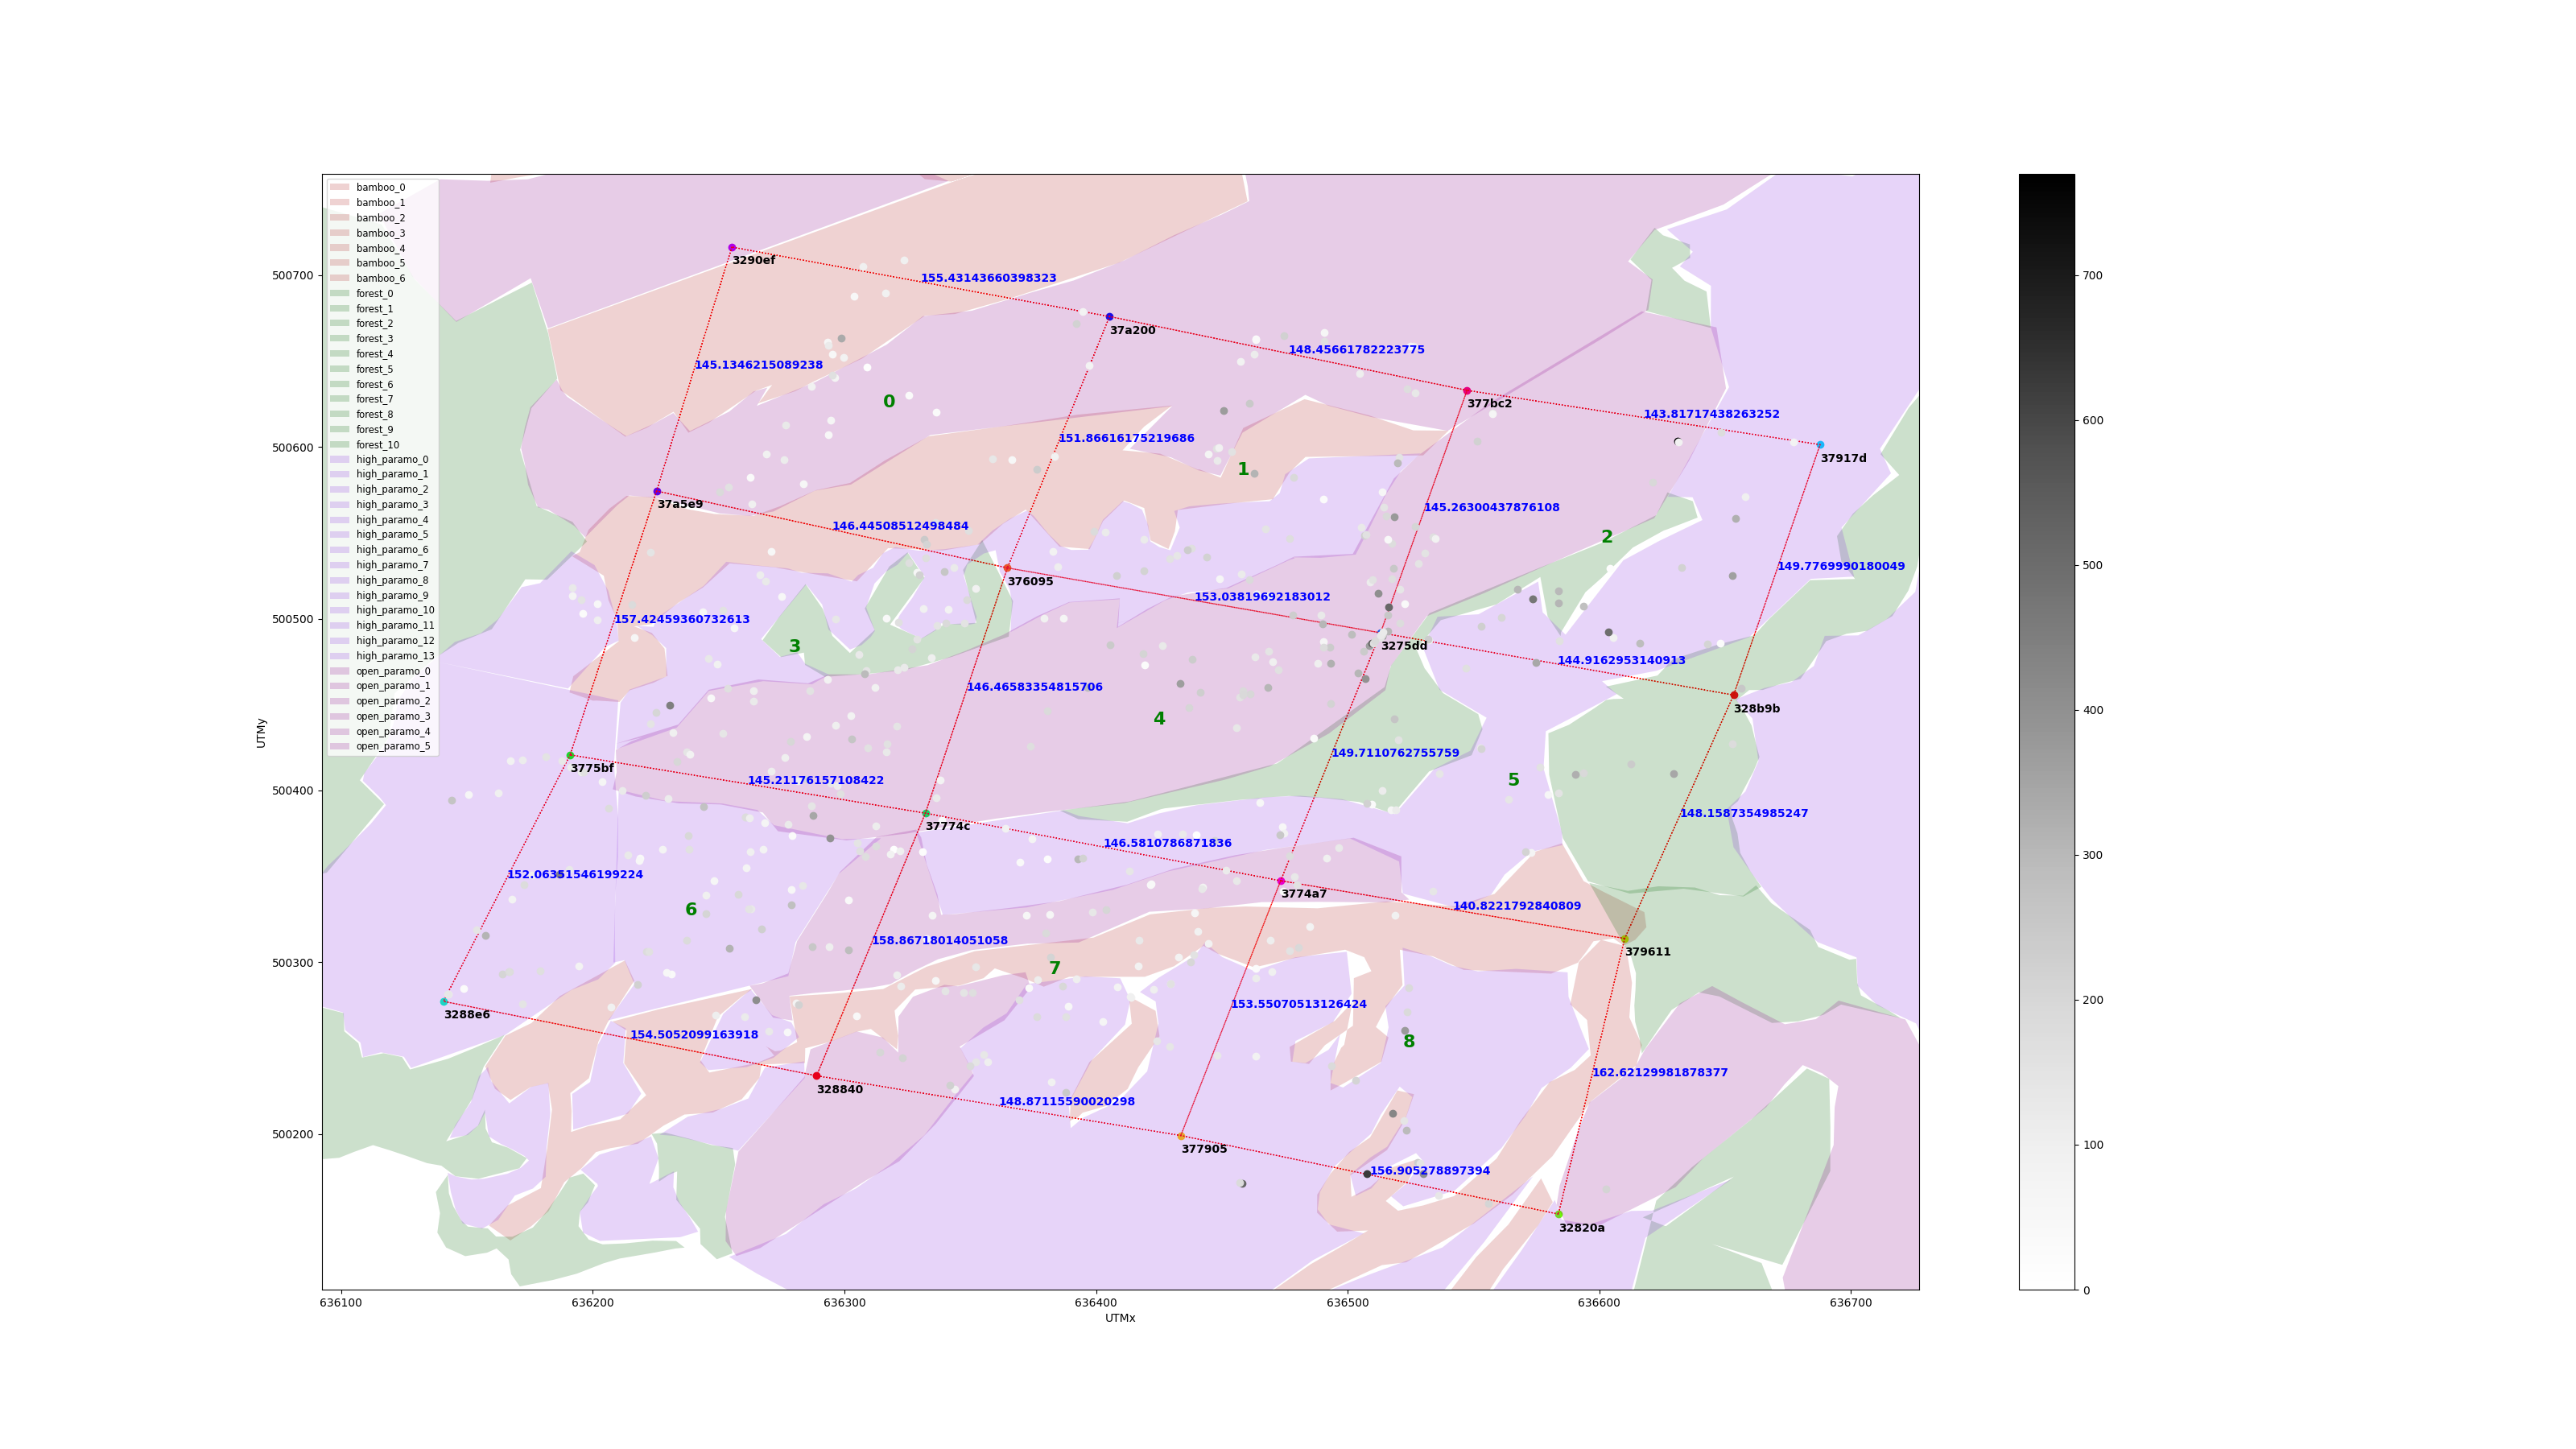 bamboo_0
bamboo_1
bamboo_2
bamboo_3
bamboo_4
bamboo_5
bamboo_6
forest_0
forest_1
forest_2
forest_3
forest_4
forest_5
forest_6
forest_7
forest_8
forest_9
forest_10
high_paramo_0
high_paramo_1
high_paramo_2
high_paramo_3
high_paramo_4
high_paramo_5
high_paramo_6
high_paramo_7
high_paramo_8
high_paramo_9
high_paramo_10
high_paramo_11
high_paramo_12
high_paramo_13
open_paramo_0
open_paramo_1
open_paramo_2
open_paramo_3
open_paramo_4
open_paramo_5
3290ef
155.43143660398323
37a200
148.45661782223775
145.1346215089238
0
377bc2
143.81717438263252
151.86616175219686
37917d
1
37a5e9
145.26300437876108
146.44508512498484
2
149.7769990180049
376095
153.03819692183012
157.42459360732613
3
3275dd
144.9162953140913
146.46583354815706
328b9b
4
149.7110762755759
3775bf
145.21176157108422
5
148.1587354985247
37774c
146.5810786871836
152.06351546199224
3774a7
140.8221792840809
6
158.86718014051058
379611
7
153.55070513126424
3288e6
154.5052099163918
8
162.62129981878377
328840
148.87115590020298
377905
156.905278897394
32820a
500700
500600
500500
500400
500300
500200
UTMy
636100
636200
636300
636400
636500
636600
636700
UTMx
700
600
500
400
300
200
100
0